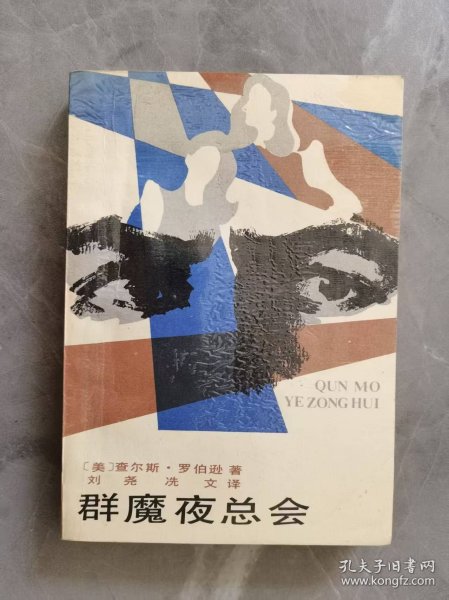 QUN MO
YE ZONG HUI
〔美〕查尔斯·罗伯逊著
刘尧 冼文译
群魔夜总会
孔夫子旧书网
www.kongfz.com